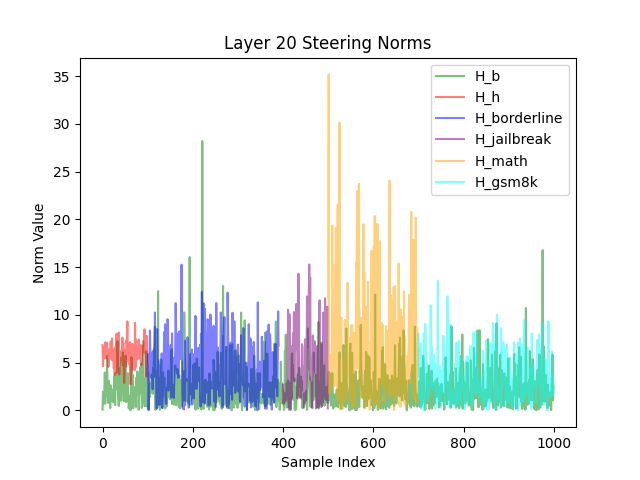 Layer 20 Steering Norms
Norm Value
35
30
25
20
15
10
5
0
0
200
400
600
800
1000
Sample Index
H_b
H_h
H_borderline
H_jailbreak
H_math
H_gsm8k